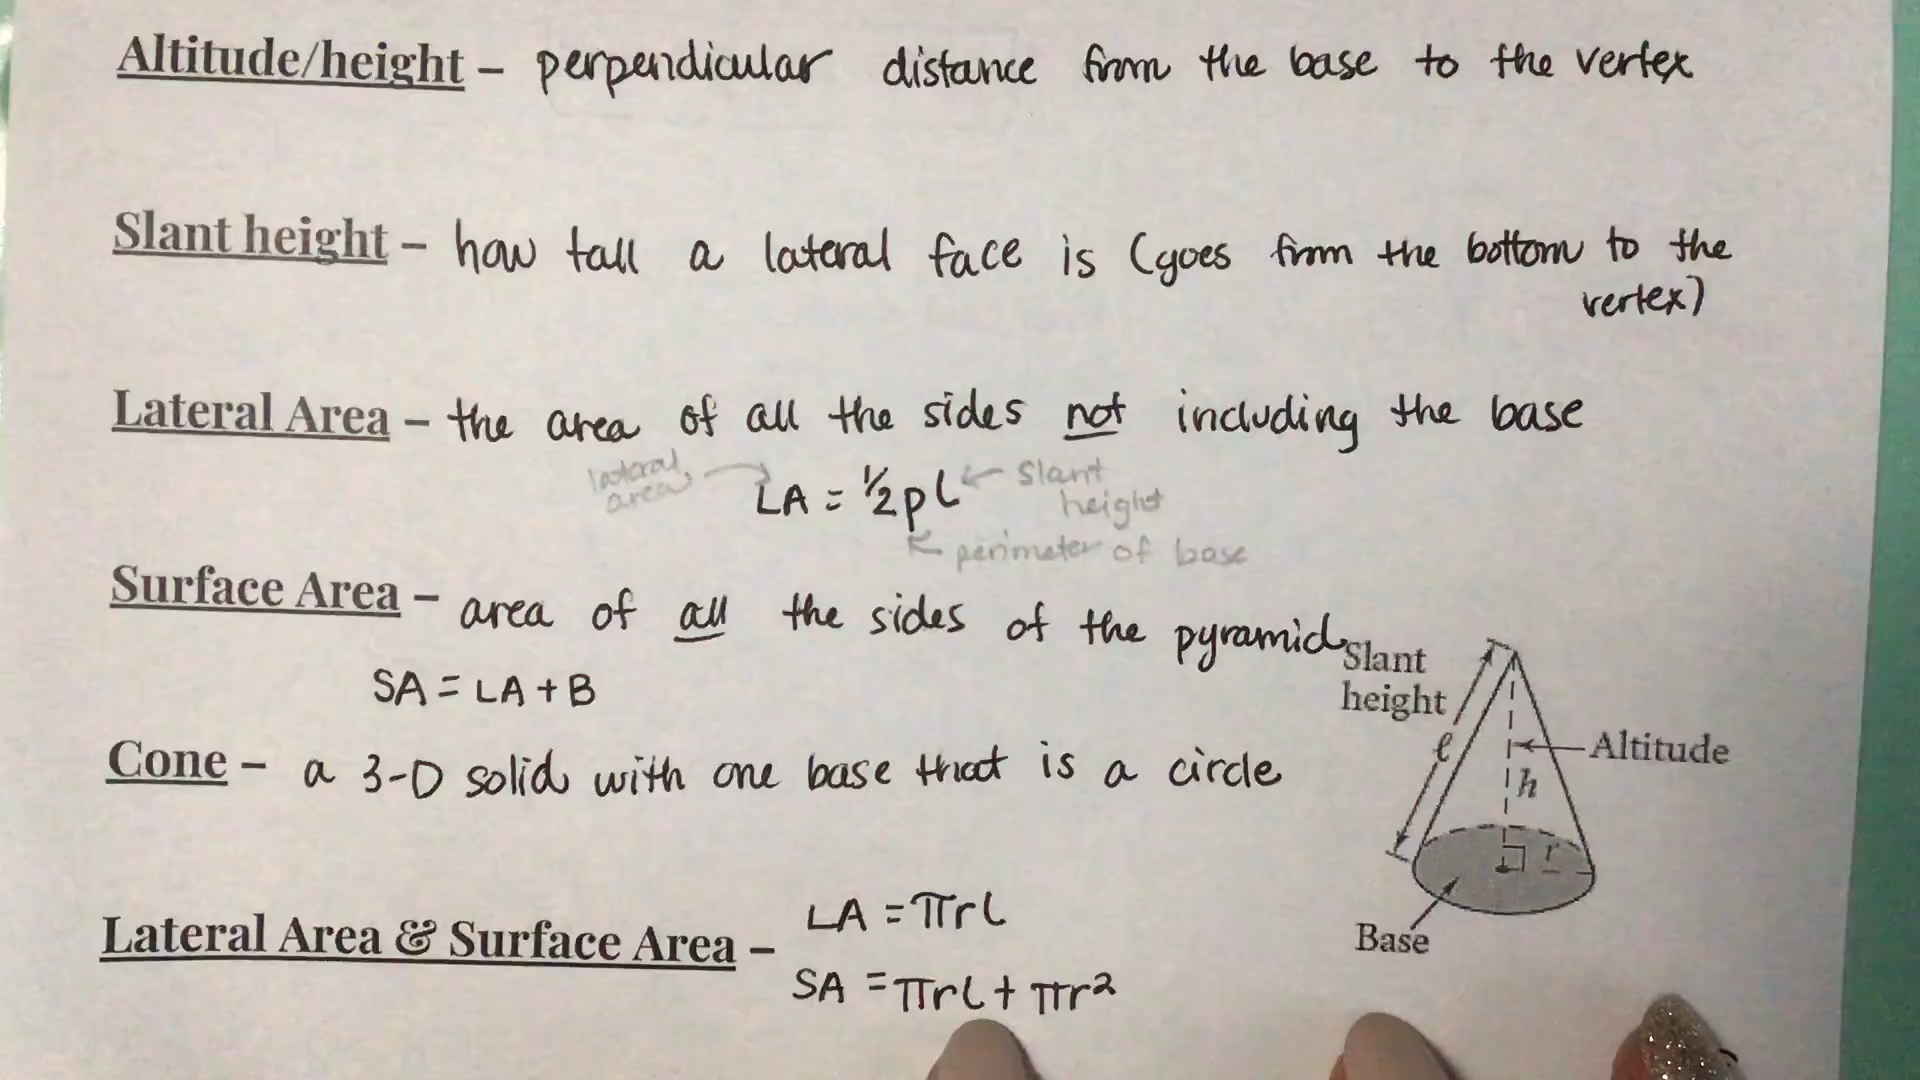 Altitude/height – perpendicular distance from the base to the vertex
Slant height – how tall a lateral face is (goes from the bottom to the
vertex)
Lateral Area – the area of all the sides not including the base
lateral
area
LA = ½pl
slant
height
perimeter of base
Surface Area – area of all the sides of the pyramid
SA = LA + B
Slant
height
ℓ
Altitude
h
r
Base
Cone – a 3-D solid with one base that is a circle
Lateral Area & Surface Area –
LA = πrl
SA = πrl + πr²